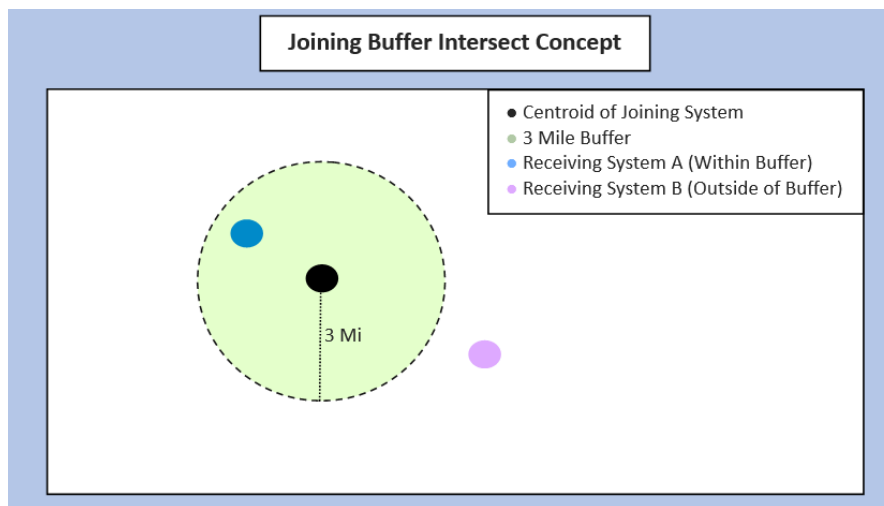 Joining Buffer Intersect Concept
Centroid of Joining System
3 Mile Buffer
Receiving System A (Within Buffer)
Receiving System B (Outside of Buffer)
3 Mi